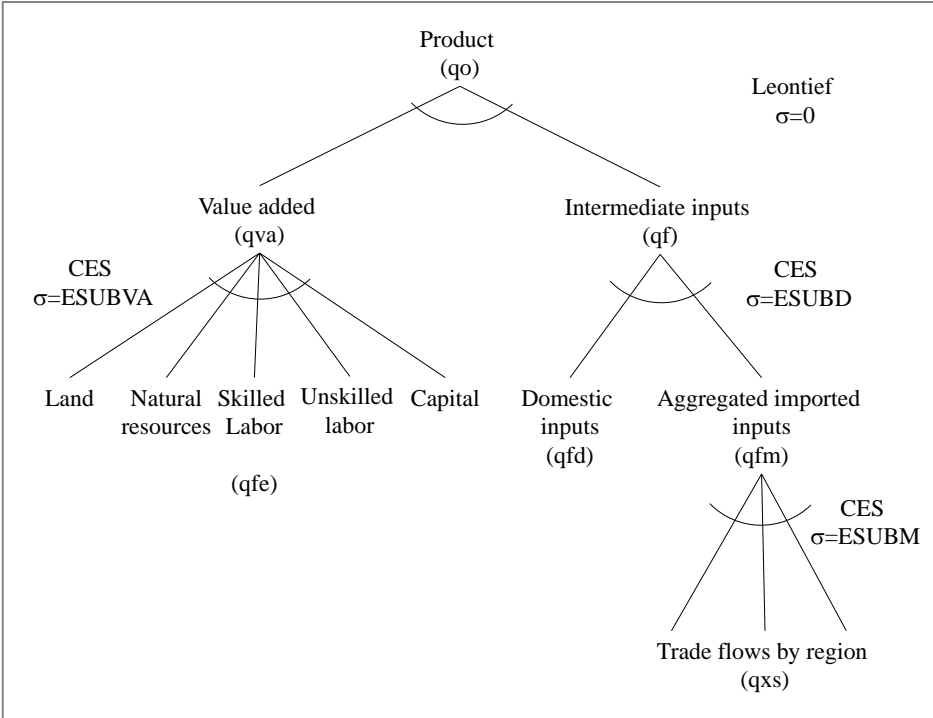 Product
(qo)
Leontief
σ=0
Value added
(qva)
Intermediate inputs
(qf)
CES
σ=ESUBVA
CES
σ=ESUBD
Land
Natural
resources
Skilled
Labor
Unskilled
labor
Capital
(qfe)
Domestic
inputs
(qfd)
Aggregated imported
inputs
(qfm)
CES
σ=ESUBM
Trade flows by region
(qxs)